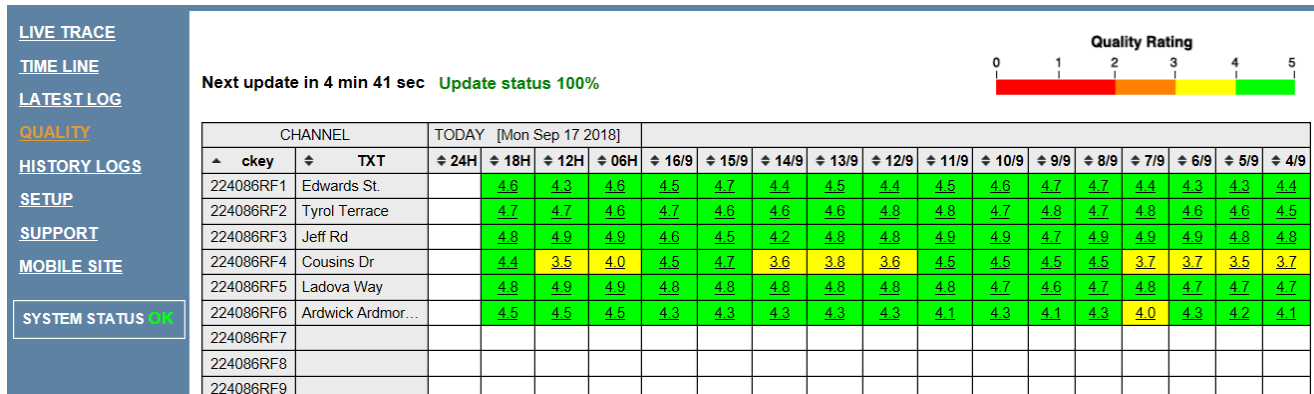 LIVE TRACE
TIME LINE
LATEST LOG
QUALITY
HISTORY LOGS
SETUP
SUPPORT
MOBILE SITE
SYSTEM STATUS OK
Next update in 4 min 41 sec Update status 100%
Quality Rating
0 1 2 3 4 5
CHANNEL TODAY [Mon Sep 17 2018]
ckey TXT 24H 18H 12H 06H 16/9 15/9 14/9 13/9 12/9 11/9 10/9 9/9 8/9 7/9 6/9 5/9 4/9
224086RF1 Edwards St. 4.6 4.3 4.6 4.5 4.7 4.4 4.5 4.4 4.5 4.6 4.7 4.7 4.4 4.3 4.3 4.4
224086RF2 Tyrol Terrace 4.7 4.7 4.6 4.7 4.6 4.6 4.6 4.8 4.8 4.7 4.8 4.7 4.8 4.6 4.6 4.5
224086RF3 Jeff Rd 4.8 4.9 4.9 4.6 4.5 4.2 4.8 4.8 4.9 4.9 4.7 4.9 4.9 4.9 4.8 4.8
224086RF4 Cousins Dr 4.4 3.5 4.0 4.5 4.7 3.6 3.8 3.6 4.5 4.5 4.5 4.5 3.7 3.7 3.5 3.7
224086RF5 Ladova Way 4.8 4.9 4.9 4.8 4.8 4.8 4.8 4.8 4.8 4.7 4.6 4.7 4.8 4.7 4.7 4.7
224086RF6 Ardwick Ardmor... 4.5 4.5 4.5 4.3 4.3 4.3 4.3 4.3 4.1 4.3 4.1 4.3 4.0 4.3 4.2 4.1
224086RF7
224086RF8
224086RF9